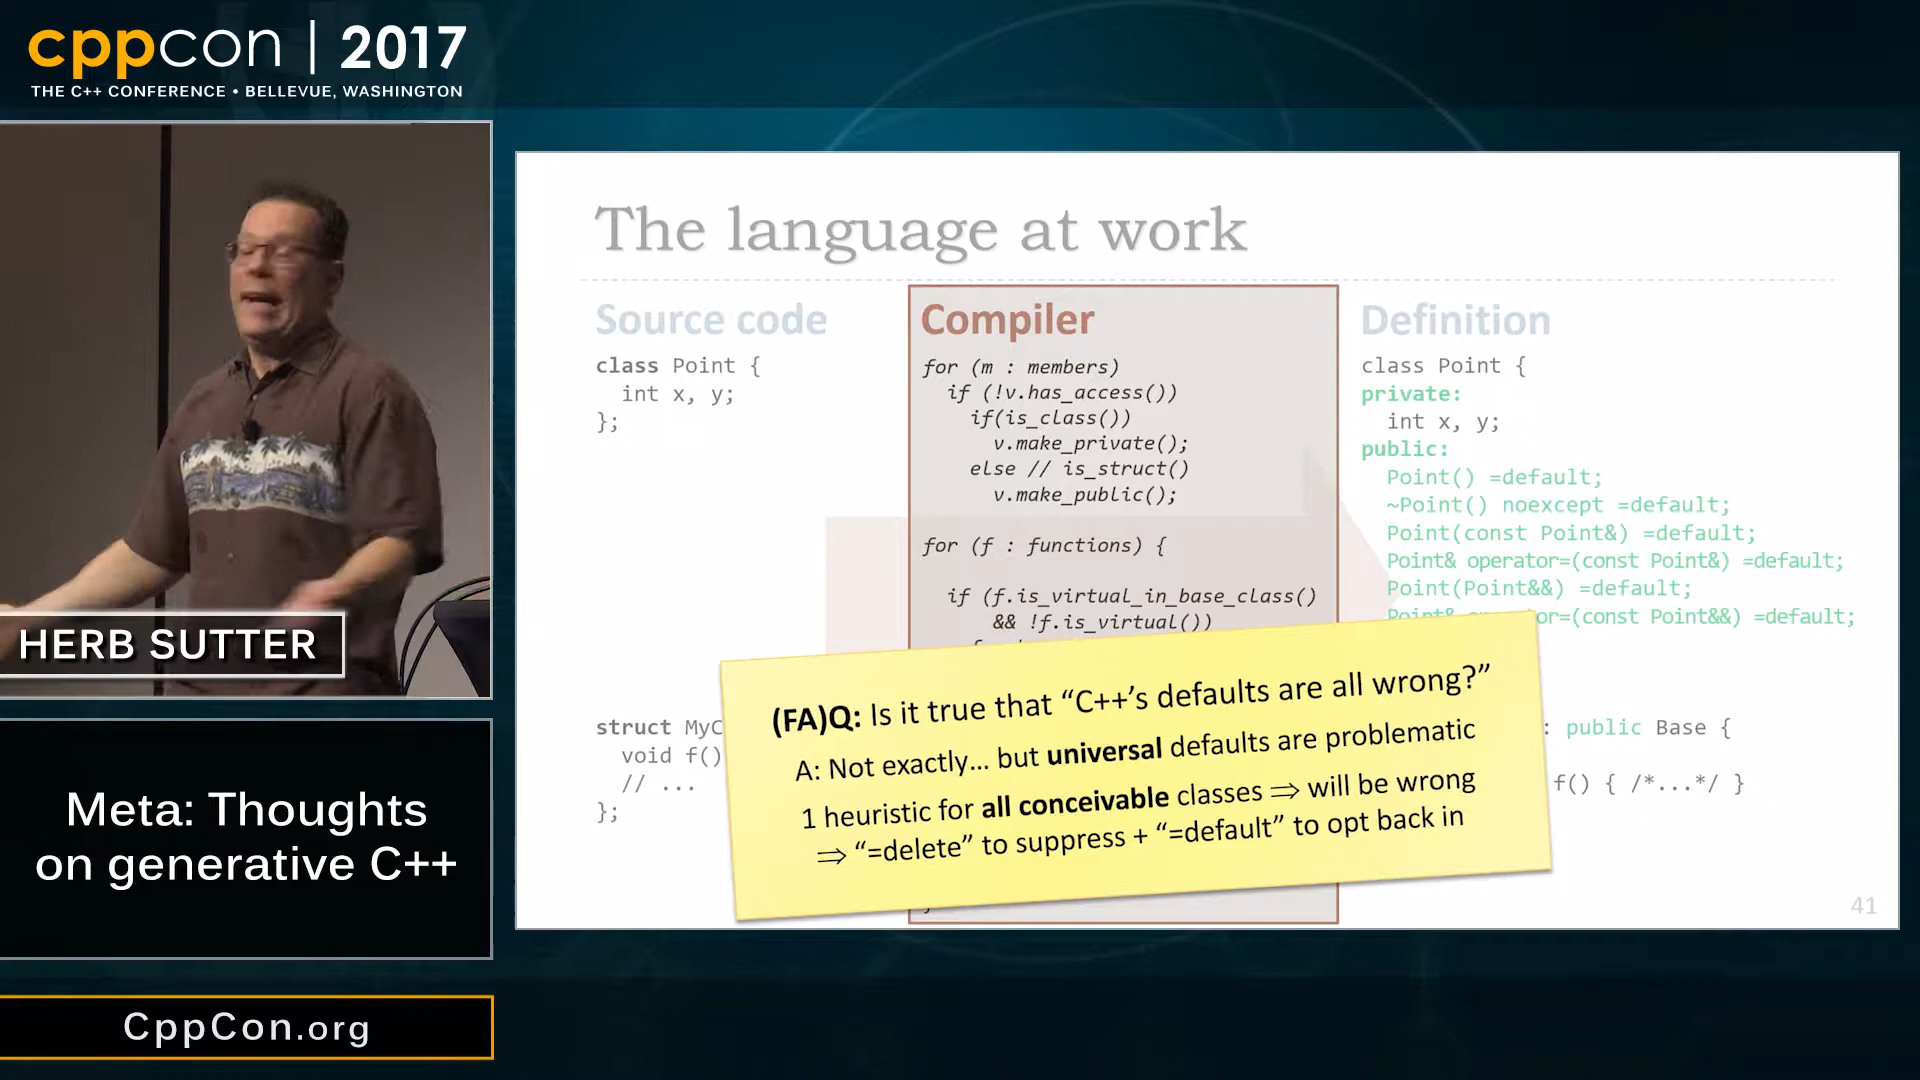 cppcon | 2017
THE C++ CONFERENCE • BELLEVUE, WASHINGTON
HERB SUTTER
Meta: Thoughts
on generative C++
CppCon.org
The language at work
Source code
class Point {
int x, y;
};
struct MyC
void f()
// ...
};
Compiler
for (m : members)
if (!v.has_access())
if(is_class())
v.make_private();
else // is_struct()
v.make_public();
for (f : functions) {
if (f.is_virtual_in_base_class()
&& !f.is_virtual())
Definition
class Point {
private:
int x, y;
public:
Point() =default;
~Point() noexcept =default;
Point(const Point&) =default;
Point& operator=(const Point&) =default;
Point(Point&&) =default;
or=(const Point&&) =default;
: public Base {
f() { /*...*/ }
(FA)Q: Is it true that “C++’s defaults are all wrong?”
A: Not exactly… but universal defaults are problematic
1 heuristic for all conceivable classes ⇒ will be wrong
⇒ “=delete” to suppress + “=default” to opt back in
41